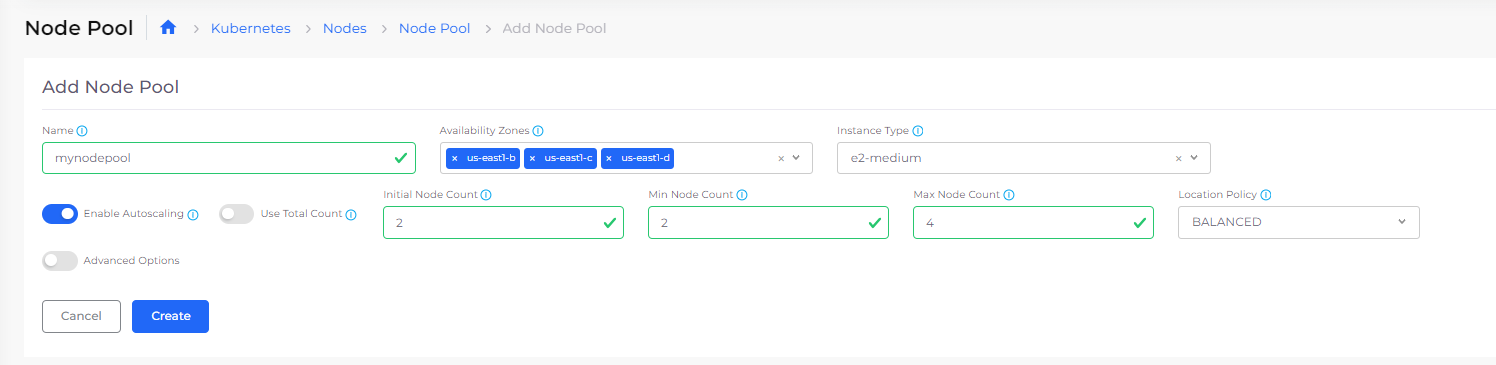 Node Pool Kubernetes Nodes Node Pool Add Node Pool
Add Node Pool
Name Availability Zones Instance Type
mynodepool × us-east1-b × us-east1-c × us-east1-d × e2-medium ×
Initial Node Count Min Node Count Max Node Count Location Policy
Enable Autoscaling Use Total Count 2 2 4 BALANCED
Advanced Options
Cancel Create